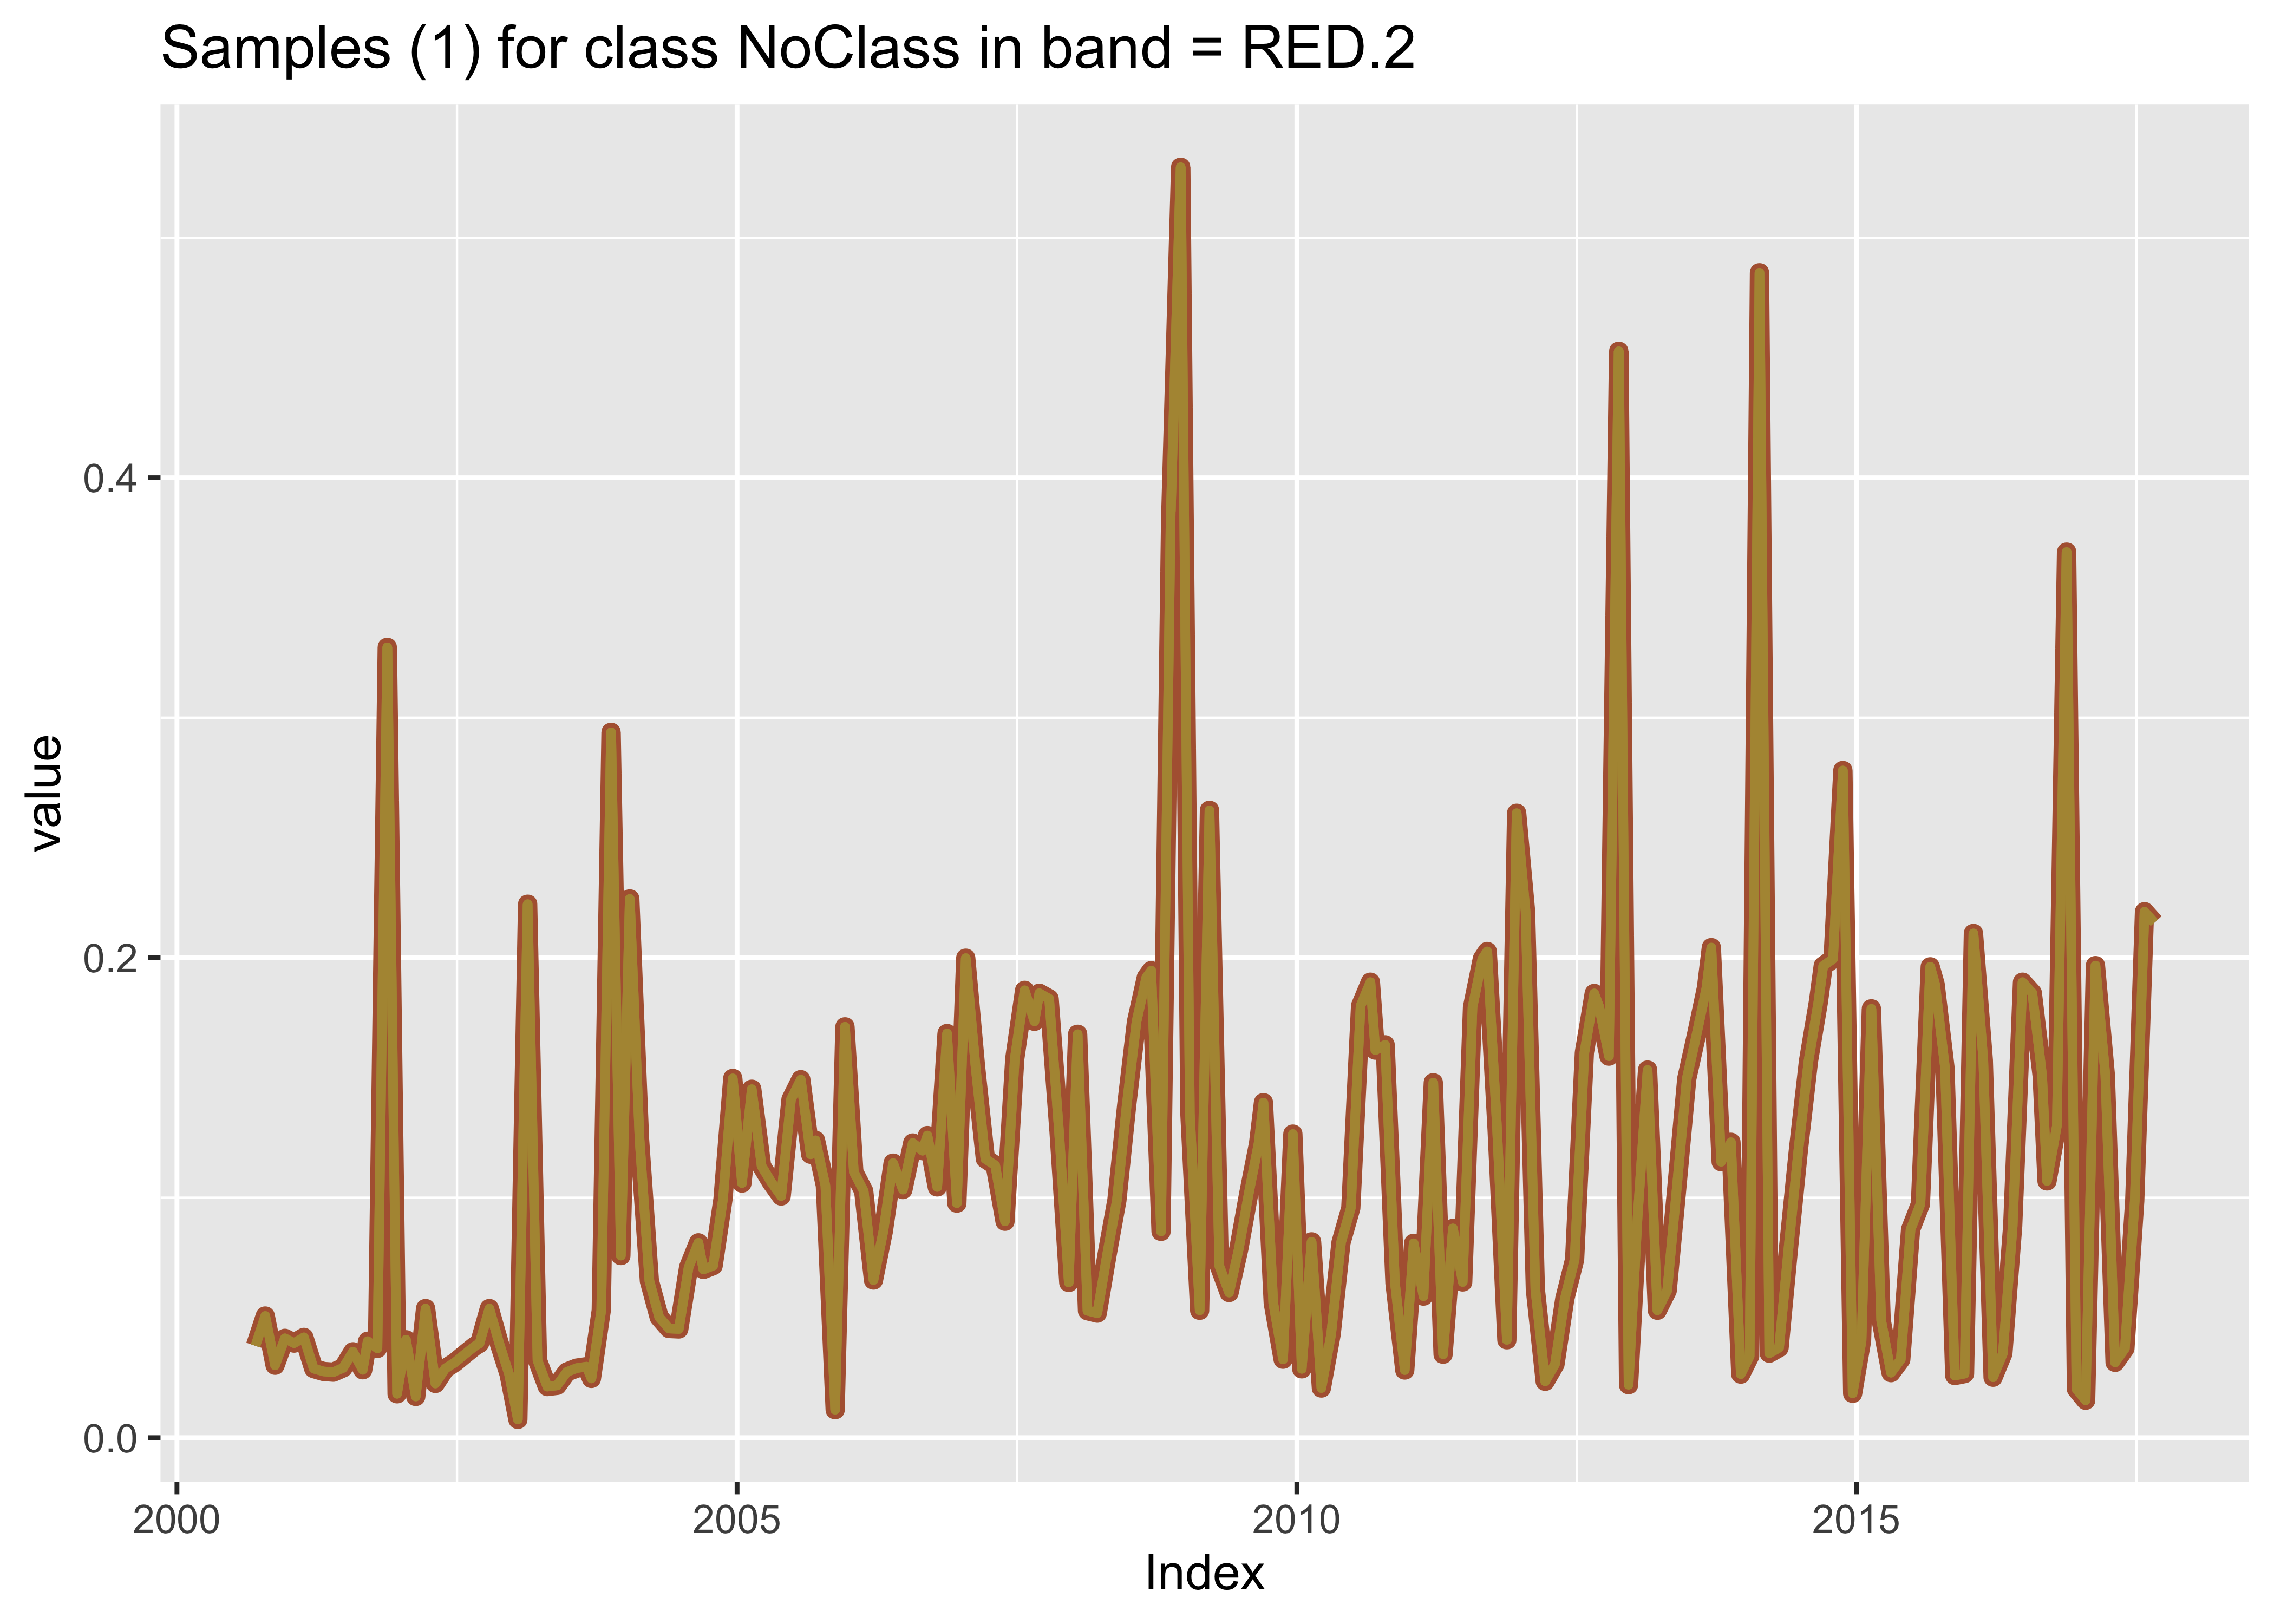 Samples (1) for class NoClass in band = RED.2
value
0.4
0.2
0.0
2000 2005 2010 2015
Index